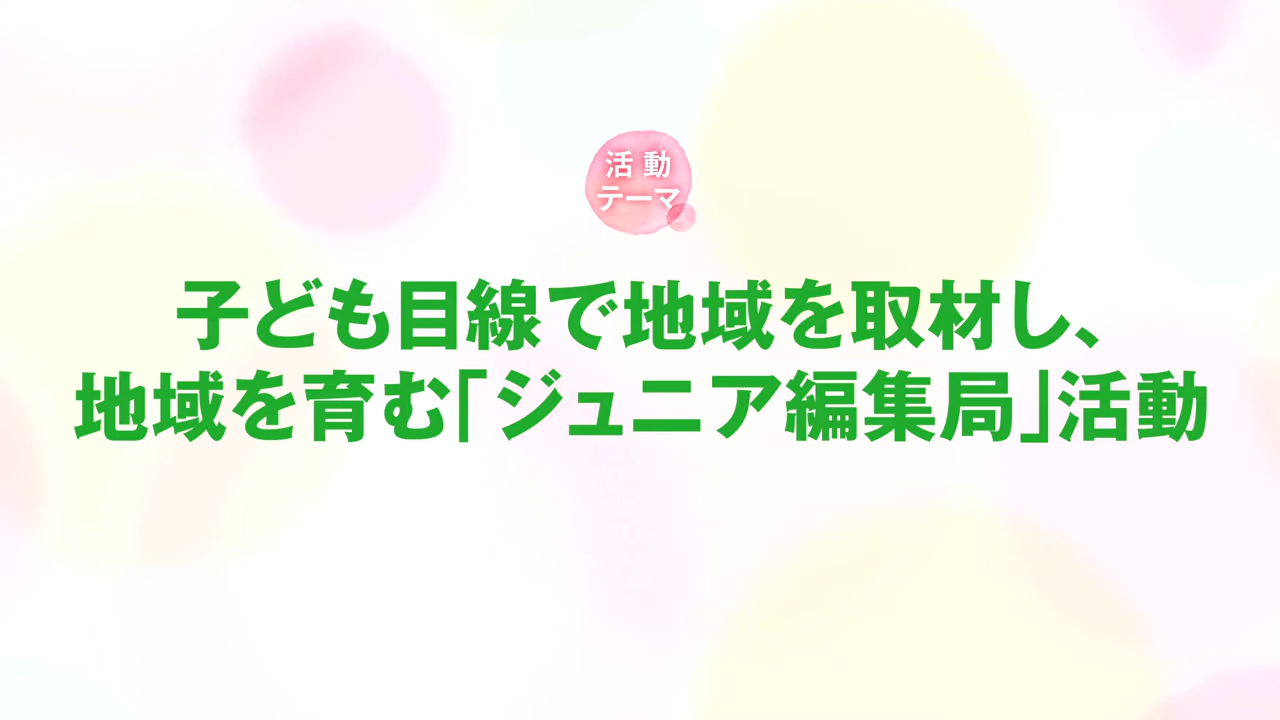 活動
テーマ
子ども目線で地域を取材し、
地域を育む「ジュニア編集局」活動